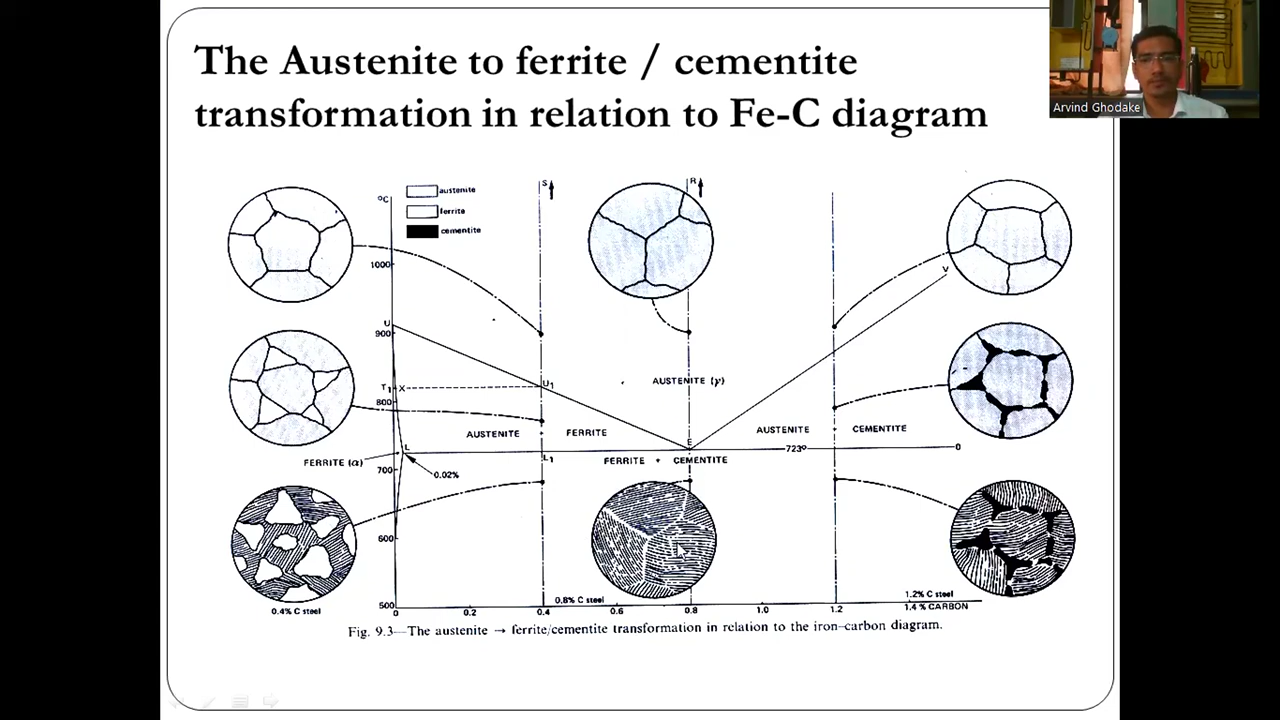 The Austenite to ferrite / cementite
transformation in relation to Fe-C diagram
Arvind Ghodake
°C
austenite
ferrite
cementite
S
R
1000
V
U
900
T1
X
U1
AUSTENITE (γ)
800
AUSTENITE + FERRITE
AUSTENITE + CEMENTITE
E
L
723°
O
FERRITE (α)
L1
FERRITE + CEMENTITE
700
0.02%
600
500
0.4% C steel
0.8% C steel
1.2% C steel
0
0.2
0.4
0.6
0.8
1.0
1.2
1.4 % CARBON
Fig. 9.3—The austenite → ferrite/cementite transformation in relation to the iron-carbon diagram.